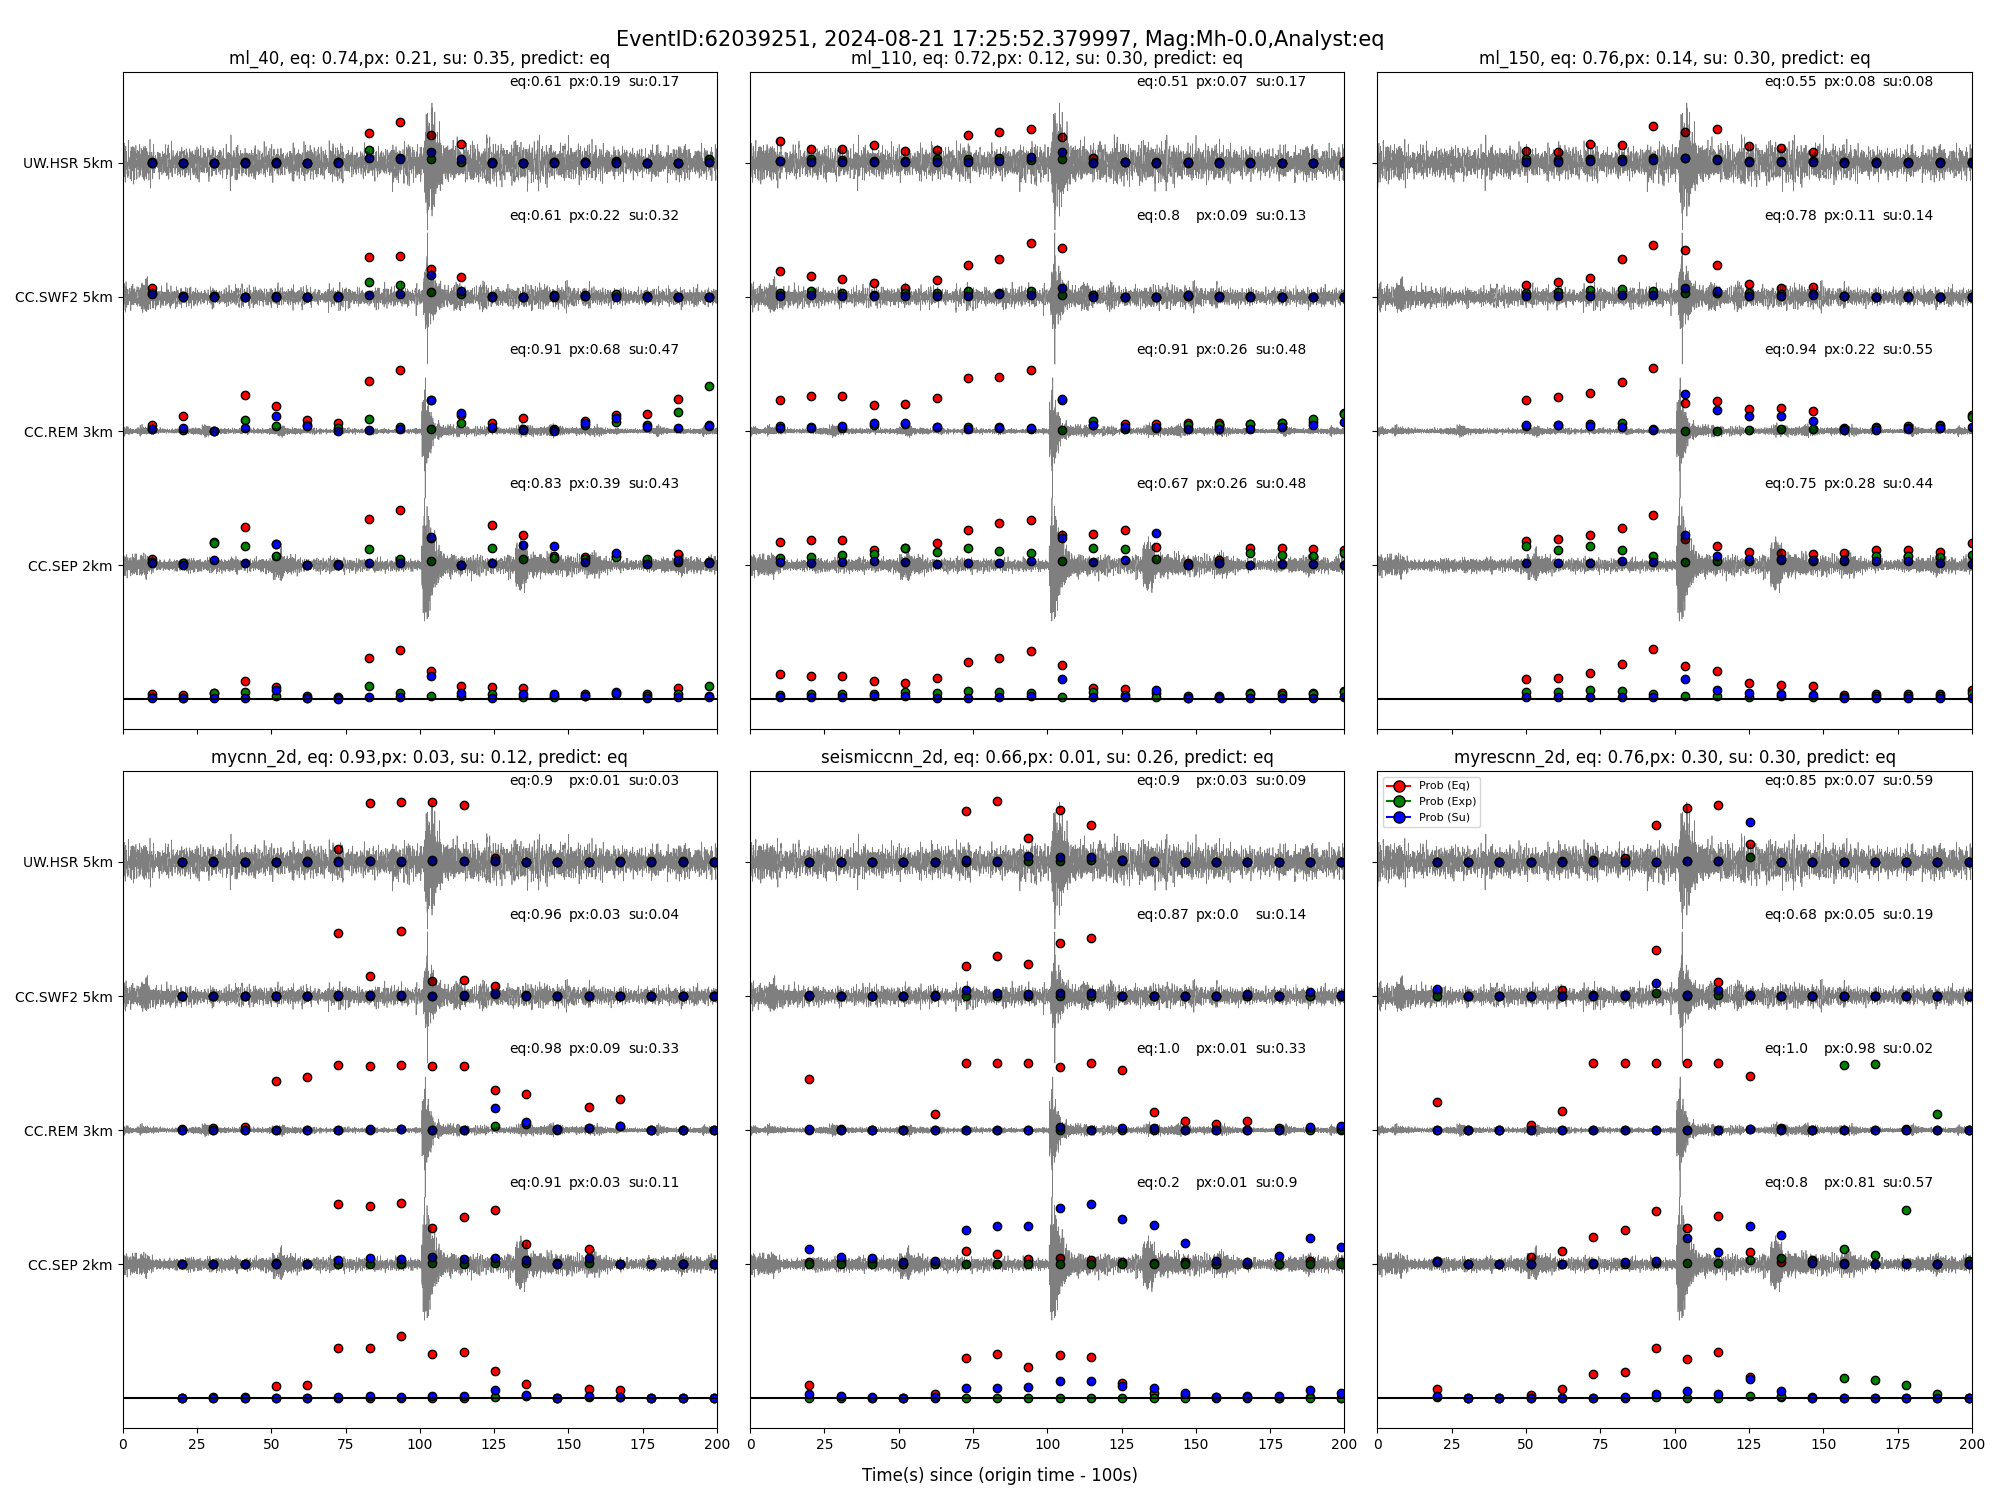 EventID:62039251, 2024-08-21 17:25:52.379997, Mag:Mh-0.0,Analyst:eq
ml_40, eq: 0.74,px: 0.21, su: 0.35, predict: eq
eq:0.61 px:0.19 su:0.17
UW.HSR 5km
eq:0.61 px:0.22 su:0.32
CC.SWF2 5km
eq:0.91 px:0.68 su:0.47
CC.REM 3km
eq:0.83 px:0.39 su:0.43
CC.SEP 2km
ml_110, eq: 0.72,px: 0.12, su: 0.30, predict: eq
eq:0.51 px:0.07 su:0.17
eq:0.8 px:0.09 su:0.13
eq:0.91 px:0.26 su:0.48
eq:0.67 px:0.26 su:0.48
ml_150, eq: 0.76,px: 0.14, su: 0.30, predict: eq
eq:0.55 px:0.08 su:0.08
eq:0.78 px:0.11 su:0.14
eq:0.94 px:0.22 su:0.55
eq:0.75 px:0.28 su:0.44
mycnn_2d, eq: 0.93,px: 0.03, su: 0.12, predict: eq
eq:0.9 px:0.01 su:0.03
UW.HSR 5km
eq:0.96 px:0.03 su:0.04
CC.SWF2 5km
eq:0.98 px:0.09 su:0.33
CC.REM 3km
eq:0.91 px:0.03 su:0.11
CC.SEP 2km
0 25 50 75 100 125 150 175 200
seismiccnn_2d, eq: 0.66,px: 0.01, su: 0.26, predict: eq
eq:0.9 px:0.03 su:0.09
eq:0.87 px:0.0 su:0.14
eq:1.0 px:0.01 su:0.33
eq:0.2 px:0.01 su:0.9
0 25 50 75 100 125 150 175 200
myrescnn_2d, eq: 0.76,px: 0.30, su: 0.30, predict: eq
eq:0.85 px:0.07 su:0.59
Prob (Eq)
Prob (Exp)
Prob (Su)
eq:0.68 px:0.05 su:0.19
eq:1.0 px:0.98 su:0.02
eq:0.8 px:0.81 su:0.57
0 25 50 75 100 125 150 175 200
Time(s) since (origin time - 100s)